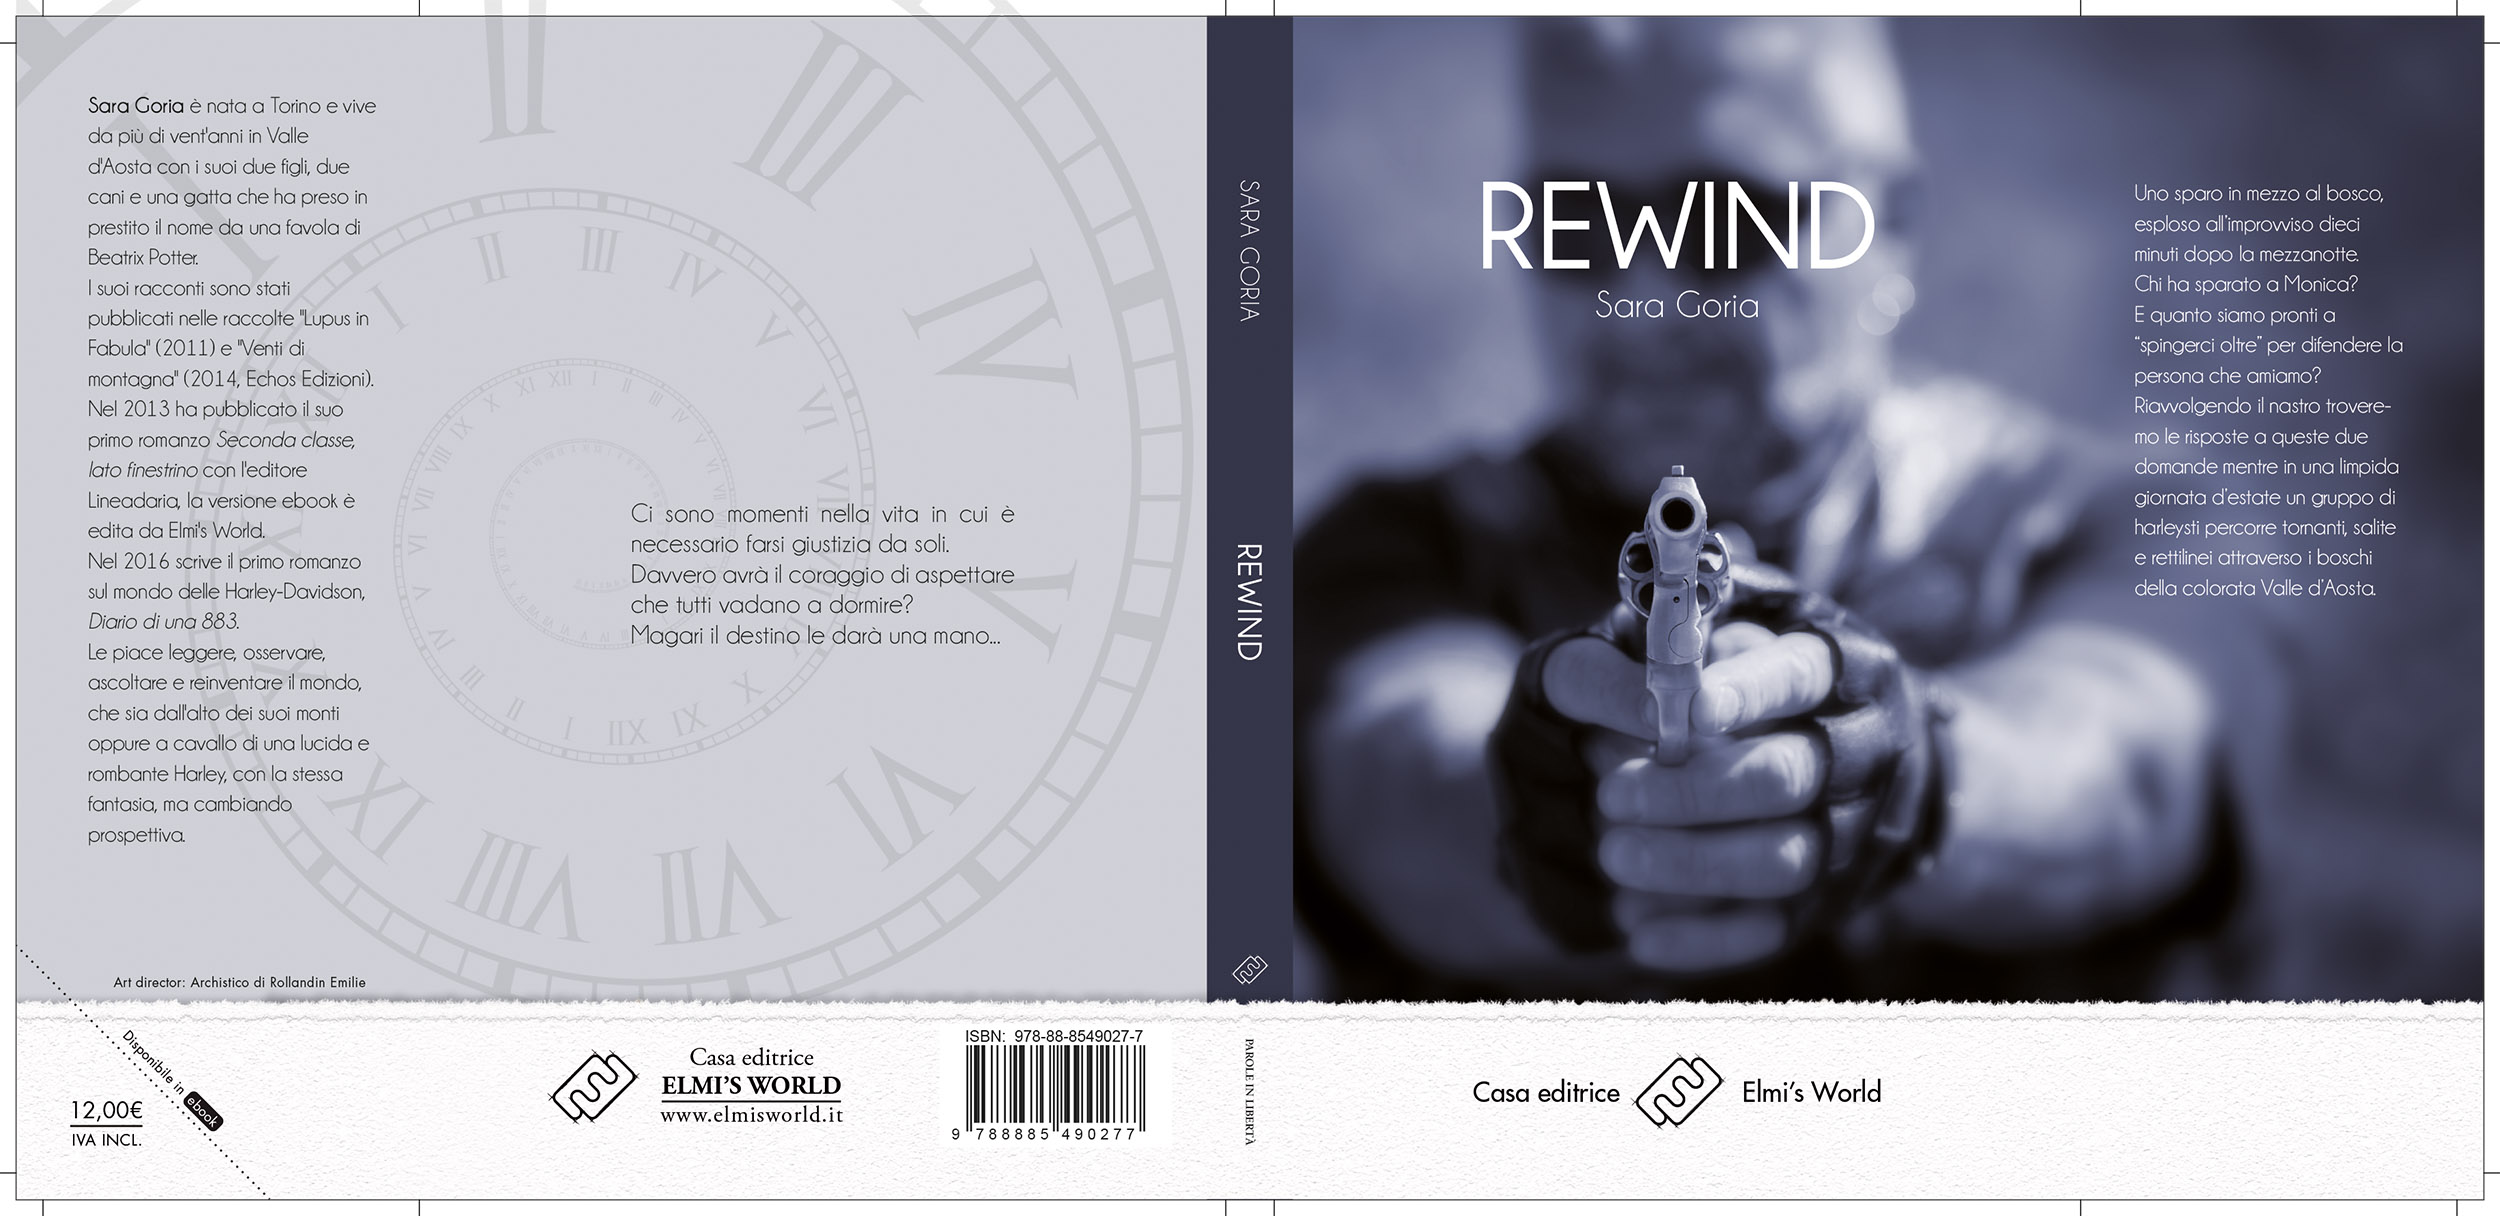 Sara Goria è nata a Torino e vive
da più di vent'anni in Valle
d'Aosta con i suoi due figli, due
cani e una gatta che ha preso in
prestito il nome da una favola di
Beatrix Potter.
I suoi racconti sono stati
pubblicati nelle raccolte "Lupus in
Fabula" (2011) e "Venti di
montagna" (2014, Echos Edizioni).
Nel 2013 ha pubblicato il suo
primo romanzo Seconda classe,
lato finestrino con l'editore
Lineadaria, la versione ebook è
edita da Elmi's World.
Nel 2016 scrive il primo romanzo
sul mondo delle Harley-Davidson,
Diario di una 883.
Le piace leggere, osservare,
ascoltare e reinventare il mondo,
che sia dall'alto dei suoi monti
oppure a cavallo di una lucida e
rombante Harley, con la stessa
fantasia, ma cambiando
prospettiva.
Art director: Archistico di Rollandin Emilie
Disponibile in ebook
12,00€
IVA INCL.
Ci sono momenti nella vita in cui è
necessario farsi giustizia da soli.
Davvero avrà il coraggio di aspettare
che tutti vadano a dormire?
Magari il destino le darà una mano...
Casa editrice
ELMI'S WORLD
www.elmisworld.it
ISBN: 978-88-8549027-7
9 788885 490277
SARA GORIA
REWIND
PAROLE IN LIBERTÀ
REWIND
Sara Goria
Casa editrice Elmi's World
Uno sparo in mezzo al bosco,
esploso all'improvviso dieci
minuti dopo la mezzanotte.
Chi ha sparato a Monica?
E quanto siamo pronti a
“spingerci oltre” per difendere la
persona che amiamo?
Riavvolgendo il nastro trovere-
mo le risposte a queste due
domande mentre in una limpida
giornata d'estate un gruppo di
harleysti percorre tornanti, salite
e rettilinei attraverso i boschi
della colorata Valle d'Aosta.